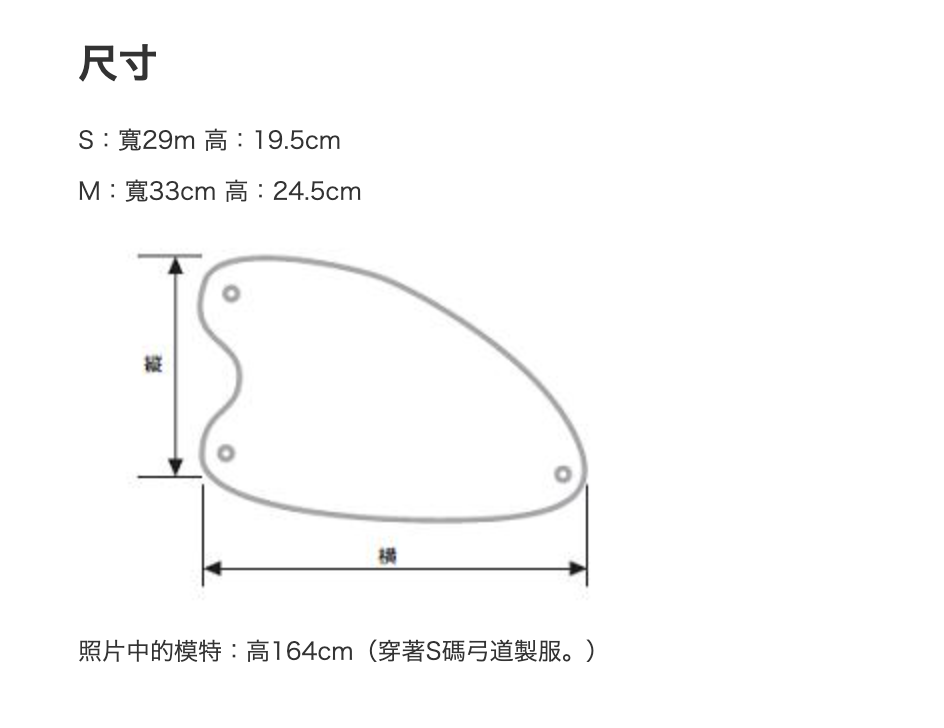 尺寸
S：寬29m 高：19.5cm
M：寬33cm 高：24.5cm
縦
橫
照片中的模特：高164cm（穿著S碼弓道製服。）